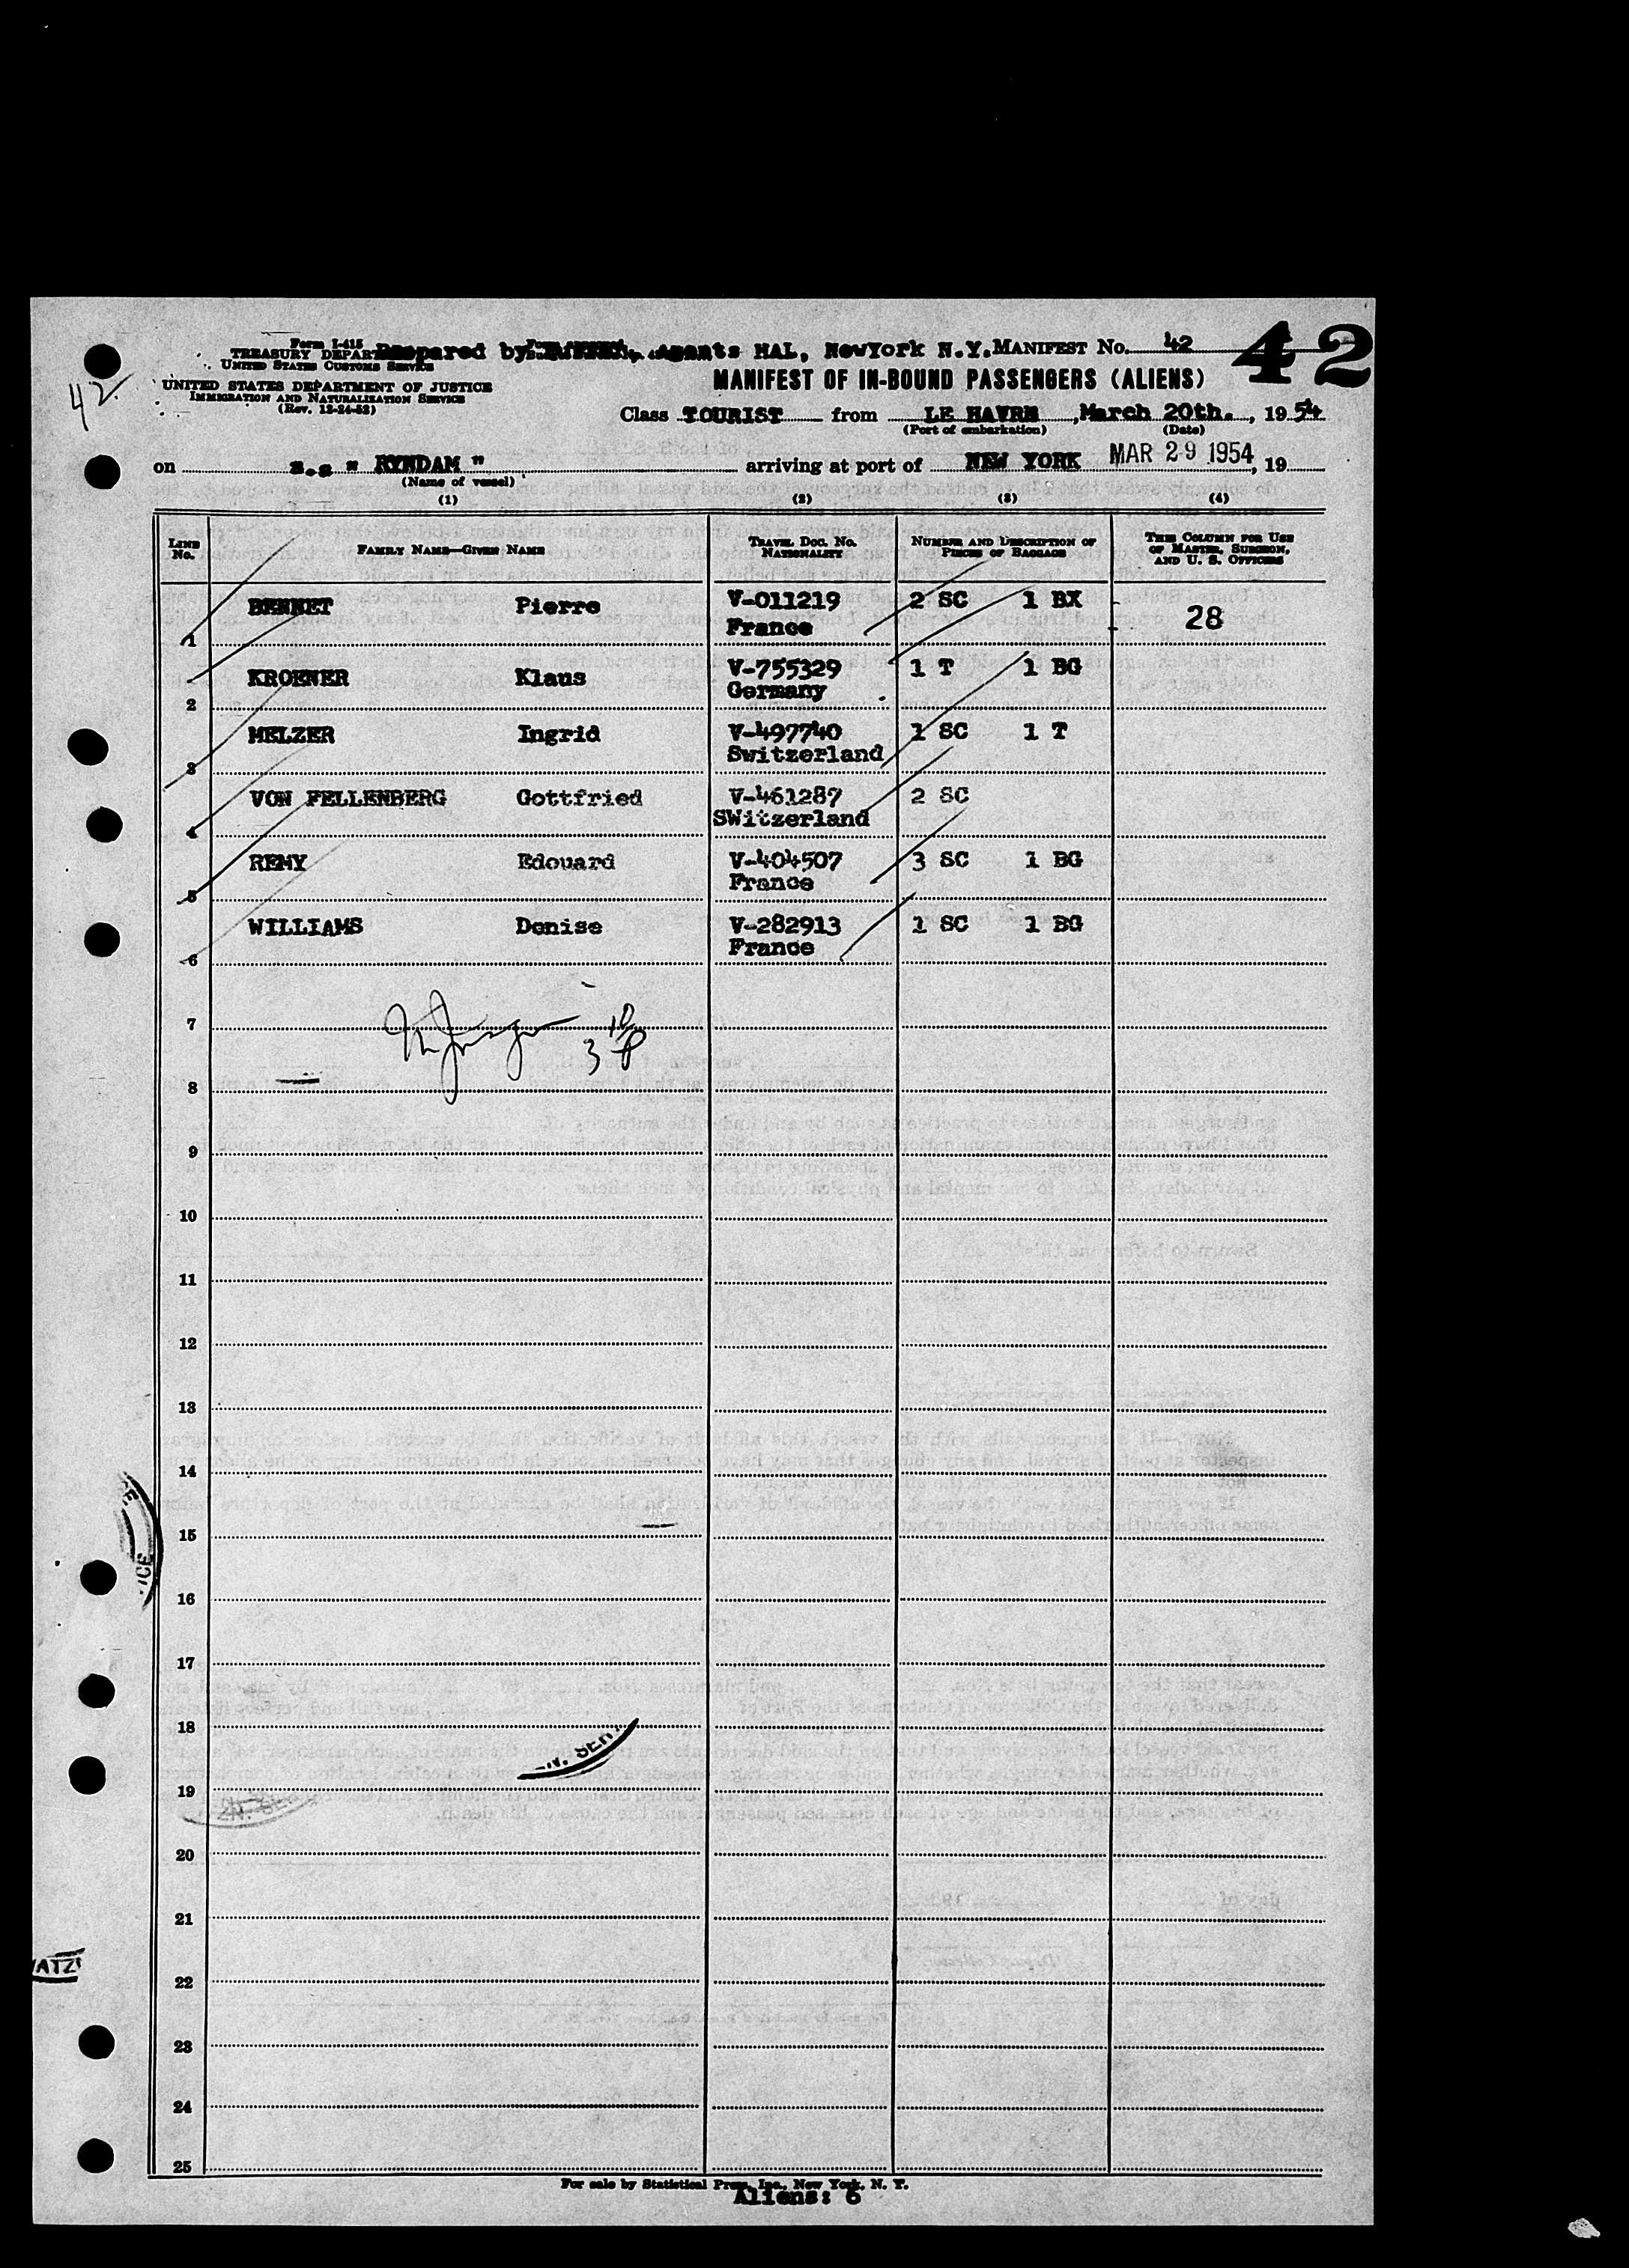 Form I-415
TREASURY DEPAR
UNITED STATES CUSTOMS SERVICE
UNITED STATES DEPARTMENT OF JUSTICE
IMMIGRATION AND NATURALIZATION SERVICE
(Rev. 12-24-52)
42
Prepared by Agents HAL, NewYork N.Y. MANIFEST No. 42
42
MANIFEST OF IN-BOUND PASSENGERS (ALIENS)
Class TOURIST from LE HAVRE, March 20th., 1954
(Port of embarkation) (Date)
on s.s " RYNDAM " arriving at port of NEW YORK MAR 29 1954, 19
(Name of vessel)
(1) (2) (3) (4)
LINE No. FAMILY NAME—GIVEN NAME TRAVEL DOC. NO. NATIONALITY NUMBER AND DESCRIPTION OF PIECES OF BAGGAGE THIS COLUMN FOR USE OF MASTER, SURGEON, AND U. S. OFFICERS
1 BENNET Pierre V-011219 France 2 SC 1 BX 28
2 KROENER Klaus V-755329 Germany 1 T 1 BG
3 MELZER Ingrid V-497740 Switzerland 1 SC 1 T
4 VON FELLENBERG Gottfried V-461287 SWitzerland 2 SC
5 REMY Edouard V-404507 France 3 SC 1 BG
6 WILLIAMS Denise V-282913 France 1 SC 1 BG
7
8
9
10
11
12
13
14
15
16
17
18
19
20
21
22
23
24
25
For sale by Statistical Press, Inc., New York, N. Y.
Aliens: 6